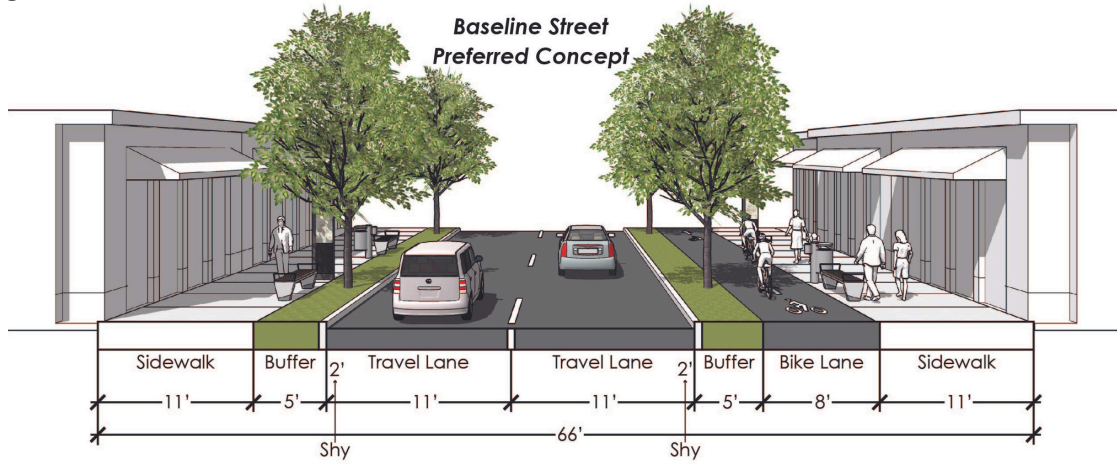 Baseline Street
Preferred Concept
Sidewalk Buffer 2' Travel Lane Travel Lane 2' Buffer Bike Lane Sidewalk
11' 5' 11' 11' 5' 8' 11'
66'
Shy Shy